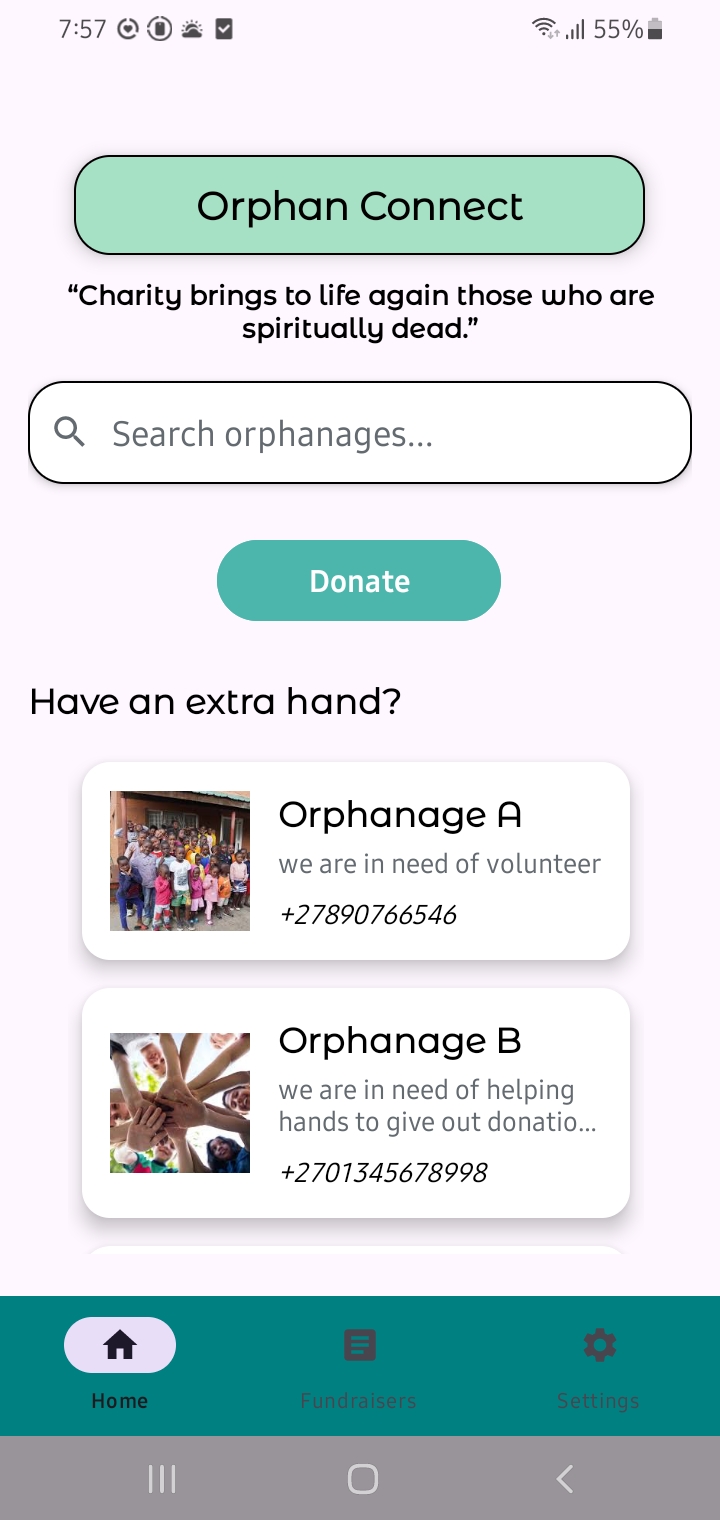 7:57 55%
Orphan Connect
“Charity brings to life again those who are
spiritually dead.”
Search orphanages...
Donate
Have an extra hand?
Orphanage A
we are in need of volunteer
+27890766546
Orphanage B
we are in need of helping
hands to give out donatio...
+2701345678998
Home Fundraisers Settings